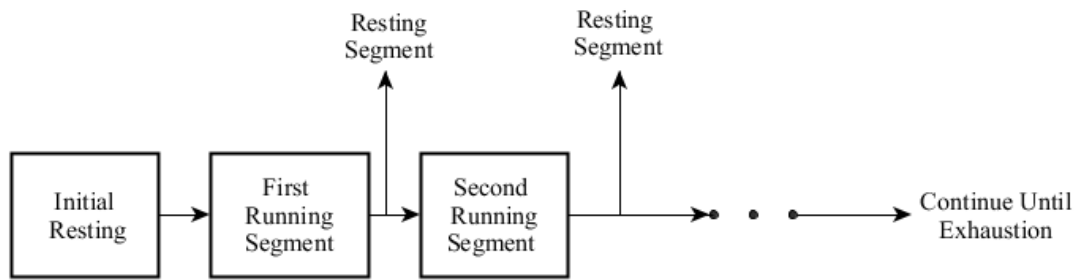 Resting
Segment
Resting
Segment
Initial
Resting
First
Running
Segment
Second
Running
Segment
Continue Until
Exhaustion